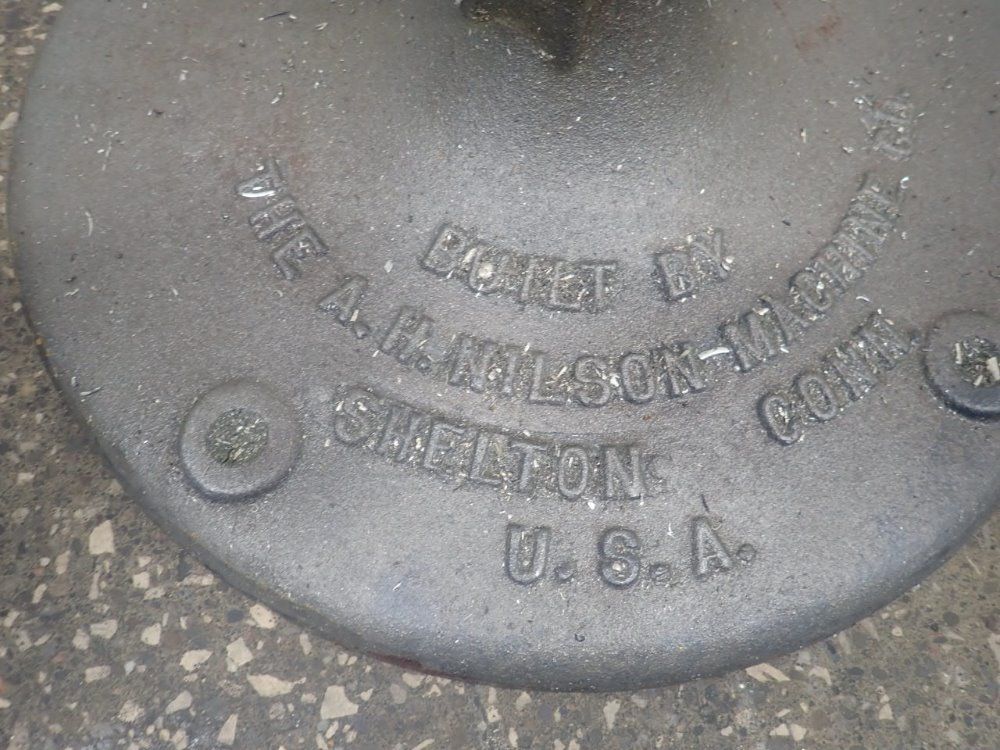 BUILT BY
THE A.H. NILSON MACHINE CO
SHELTON CONN.
U.S.A.